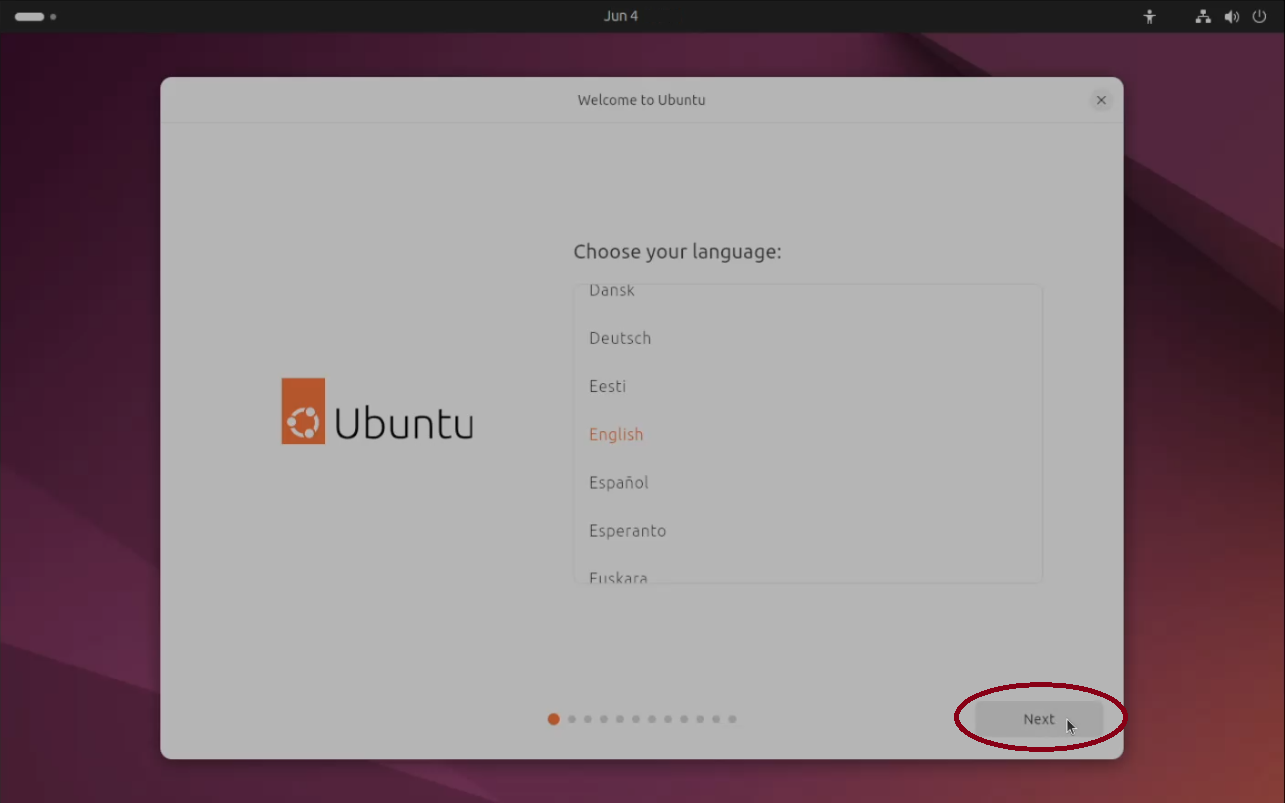 Jun 4
Welcome to Ubuntu
Choose your language:
Dansk
Deutsch
Eesti
English
Español
Esperanto
Euskara
Ubuntu
Next